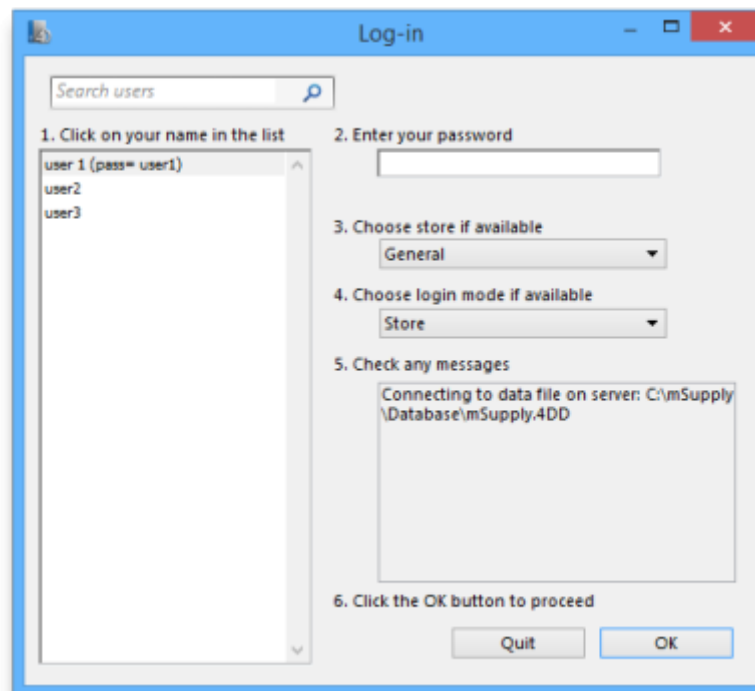 Log-in
Search users
1. Click on your name in the list
user 1 (pass= user1)
user2
user3
2. Enter your password
3. Choose store if available
General
4. Choose login mode if available
Store
5. Check any messages
Connecting to data file on server: C:\mSupply
\Database\mSupply.4DD
6. Click the OK button to proceed
Quit
OK